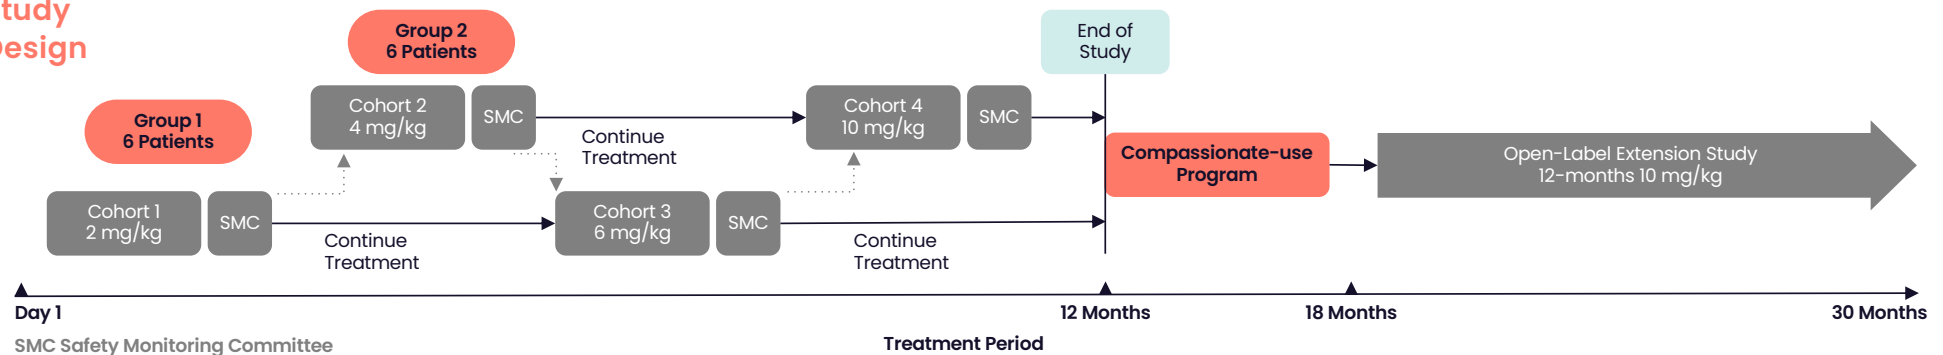 tudy
esign
Group 1
6 Patients
Group 2
6 Patients
End of
Study
Cohort 2
4 mg/kg
SMC
Continue
Treatment
Cohort 4
10 mg/kg
SMC
Compassionate-use
Program
Open-Label Extension Study
12-months 10 mg/kg
Cohort 1
2 mg/kg
SMC
Continue
Treatment
Cohort 3
6 mg/kg
SMC
Continue
Treatment
Day 1
12 Months
18 Months
30 Months
SMC Safety Monitoring Committee
Treatment Period